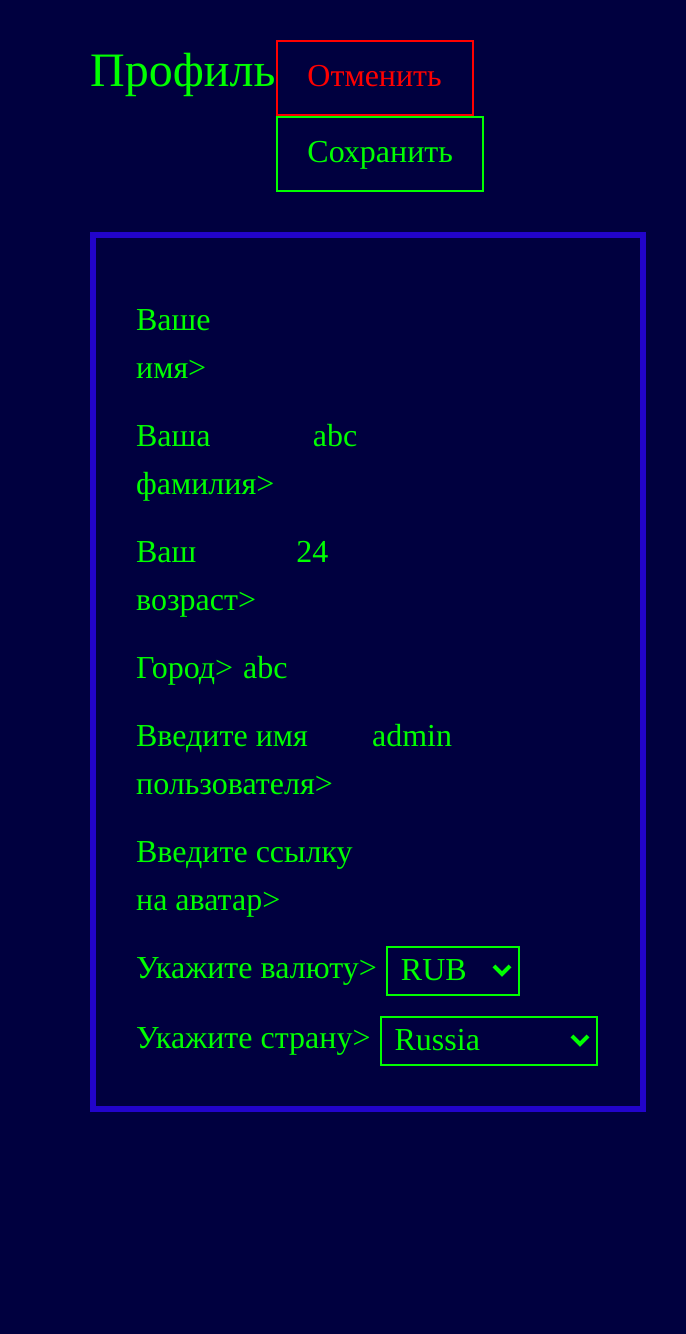 Профиль Отменить
Сохранить
Ваше
имя>
Ваша abc
фамилия>
Ваш 24
возраст>
Город> abc
Введите имя admin
пользователя>
Введите ссылку
на аватар>
Укажите валюту> RUB
Укажите страну> Russia